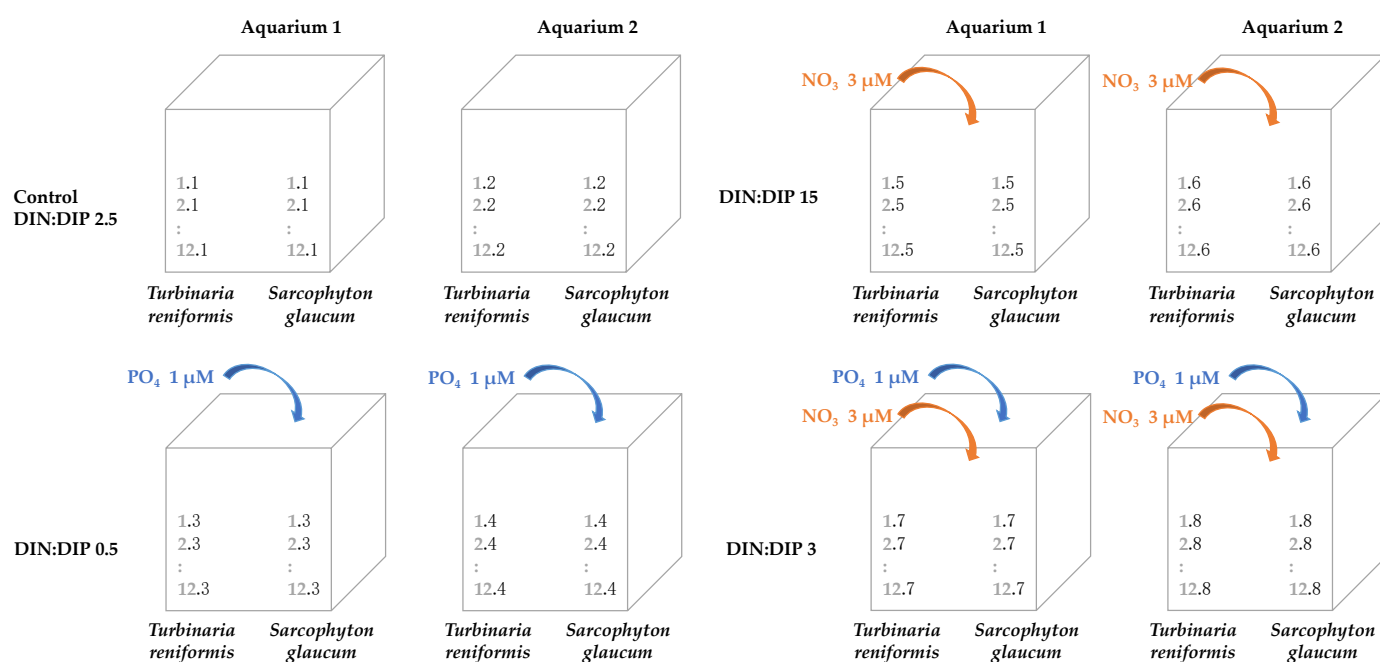 Aquarium 1
Aquarium 2
Control
DIN:DIP 2.5
1.1
2.1
:
12.1
1.1
2.1
:
12.1
Turbinaria
reniformis
Sarcophyton
glaucum
1.2
2.2
:
12.2
1.2
2.2
:
12.2
Turbinaria
reniformis
Sarcophyton
glaucum
Aquarium 1
Aquarium 2
DIN:DIP 15
NO₃ 3 µM
1.5
2.5
:
12.5
1.5
2.5
:
12.5
Turbinaria
reniformis
Sarcophyton
glaucum
NO₃ 3 µM
1.6
2.6
:
12.6
1.6
2.6
:
12.6
Turbinaria
reniformis
Sarcophyton
glaucum
DIN:DIP 0.5
PO₄ 1 µM
1.3
2.3
:
12.3
1.3
2.3
:
12.3
Turbinaria
reniformis
Sarcophyton
glaucum
PO₄ 1 µM
1.4
2.4
:
12.4
1.4
2.4
:
12.4
Turbinaria
reniformis
Sarcophyton
glaucum
DIN:DIP 3
PO₄ 1 µM
NO₃ 3 µM
1.7
2.7
:
12.7
1.7
2.7
:
12.7
Turbinaria
reniformis
Sarcophyton
glaucum
PO₄ 1 µM
NO₃ 3 µM
1.8
2.8
:
12.8
1.8
2.8
:
12.8
Turbinaria
reniformis
Sarcophyton
glaucum